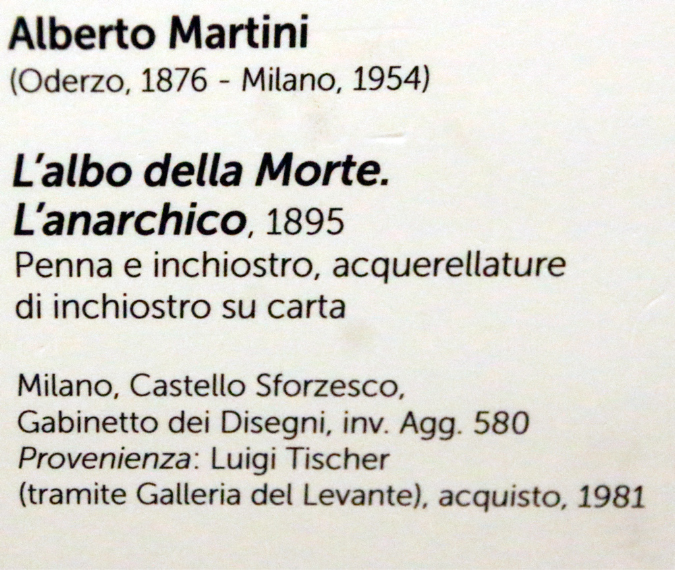 Alberto Martini
(Oderzo, 1876 - Milano, 1954)
L'albo della Morte.
L'anarchico, 1895
Penna e inchiostro, acquerellature
di inchiostro su carta
Milano, Castello Sforzesco,
Gabinetto dei Disegni, inv. Agg. 580
Provenienza: Luigi Tischer
(tramite Galleria del Levante), acquisto, 1981